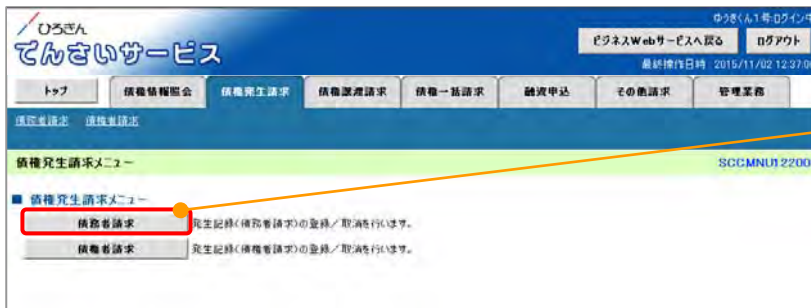 ひろぎん
でんさいサービス
ゆうぎん1号:ログイン中
ビジネスWebサービスへ戻る ログアウト
最終操作日時 2015/11/02 12:37:0
トップ 債権情報照会 債権発生請求 債権譲渡請求 債権一括請求 融資申込 その他請求 管理業務
債務者請求 債権者請求
債権発生請求メニュー SCCMNU12200
■ 債権発生請求メニュー
債務者請求 発生記録(債務者請求)の登録/取消を行います。
債権者請求 発生記録(債権者請求)の登録/取消を行います。